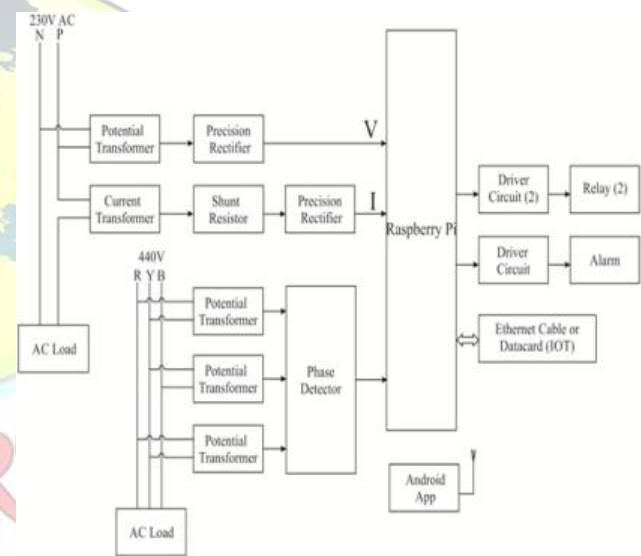 230V AC
N P
Potential
Transformer
Precision
Rectifier
V
Current
Transformer
Shunt
Resistor
Precision
Rectifier
I
Raspberry Pi
Driver
Circuit (2)
Relay (2)
Driver
Circuit
Alarm
Ethernet Cable or
Datacard (IOT)
440V
R Y B
Potential
Transformer
Potential
Transformer
Potential
Transformer
Phase
Detector
AC Load
AC Load
Android
App